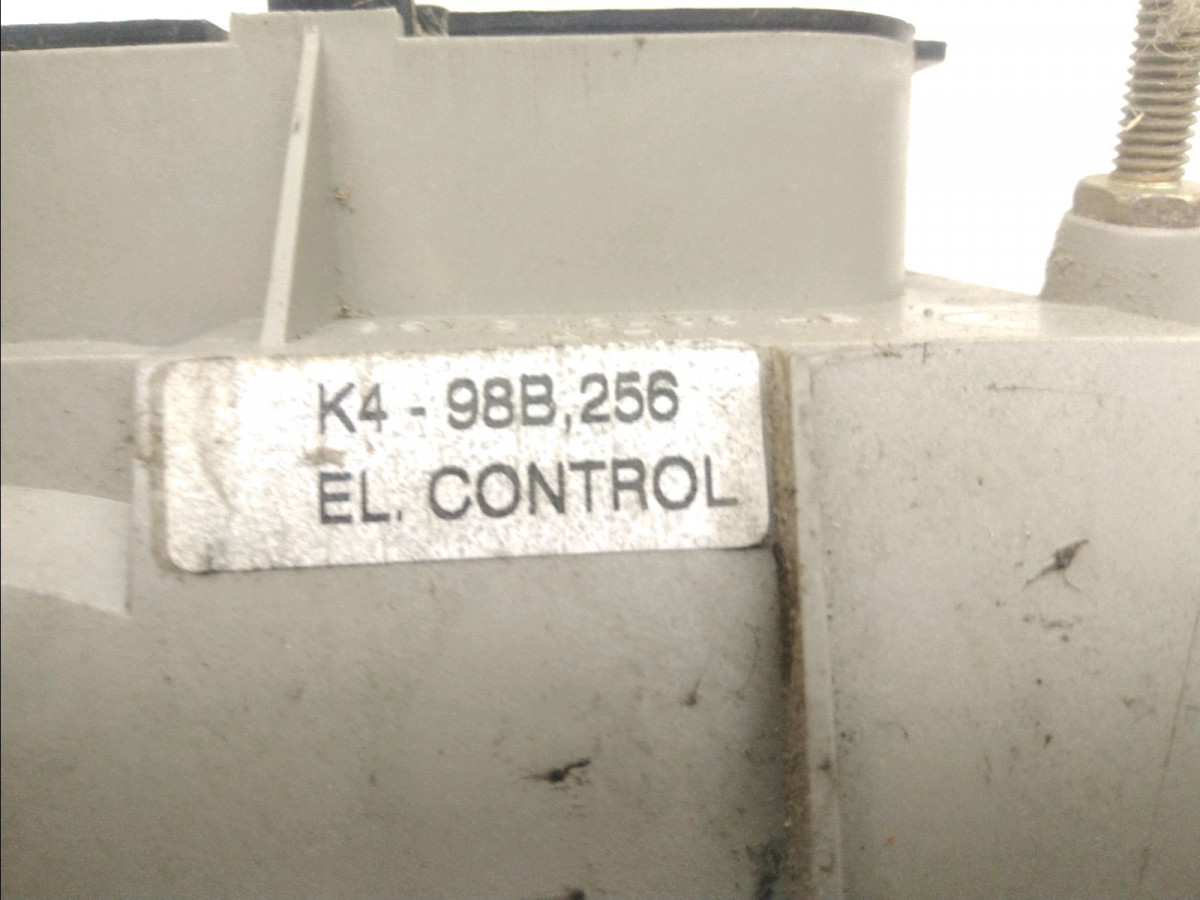 K4 - 98B,256
EL. CONTROL